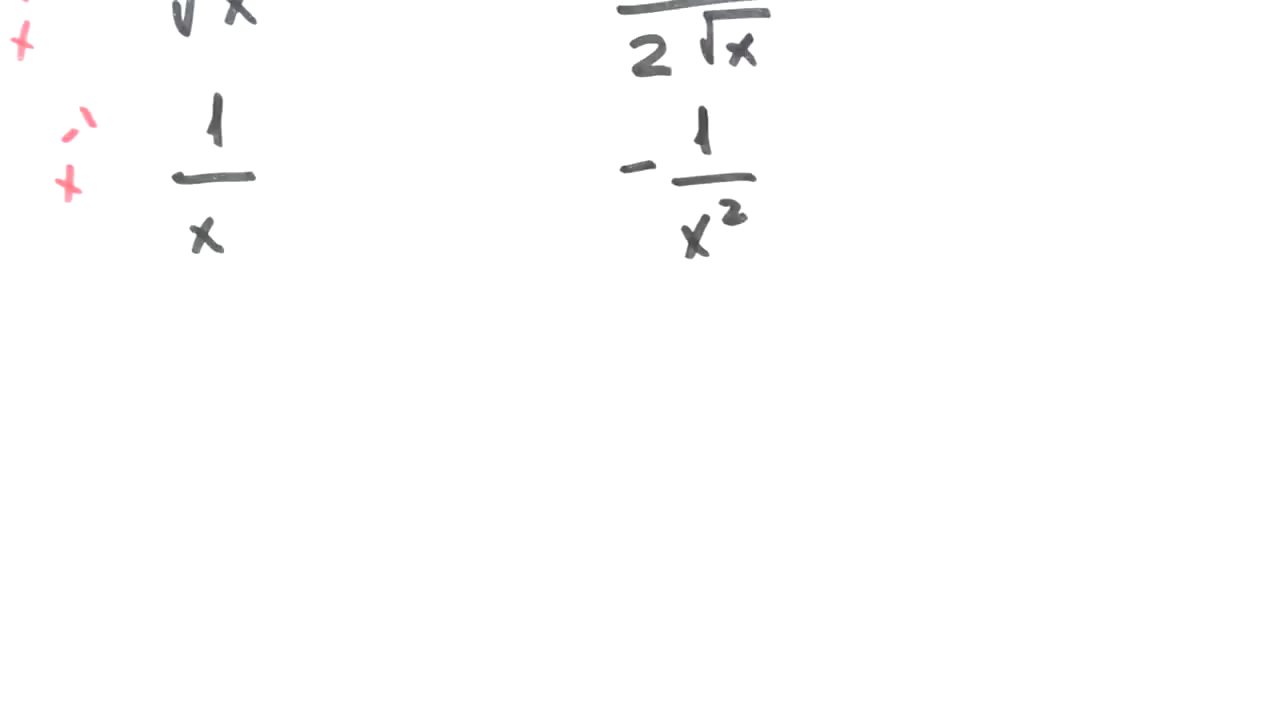 x √x 2√x
x⁻¹ 1/x -1/x²